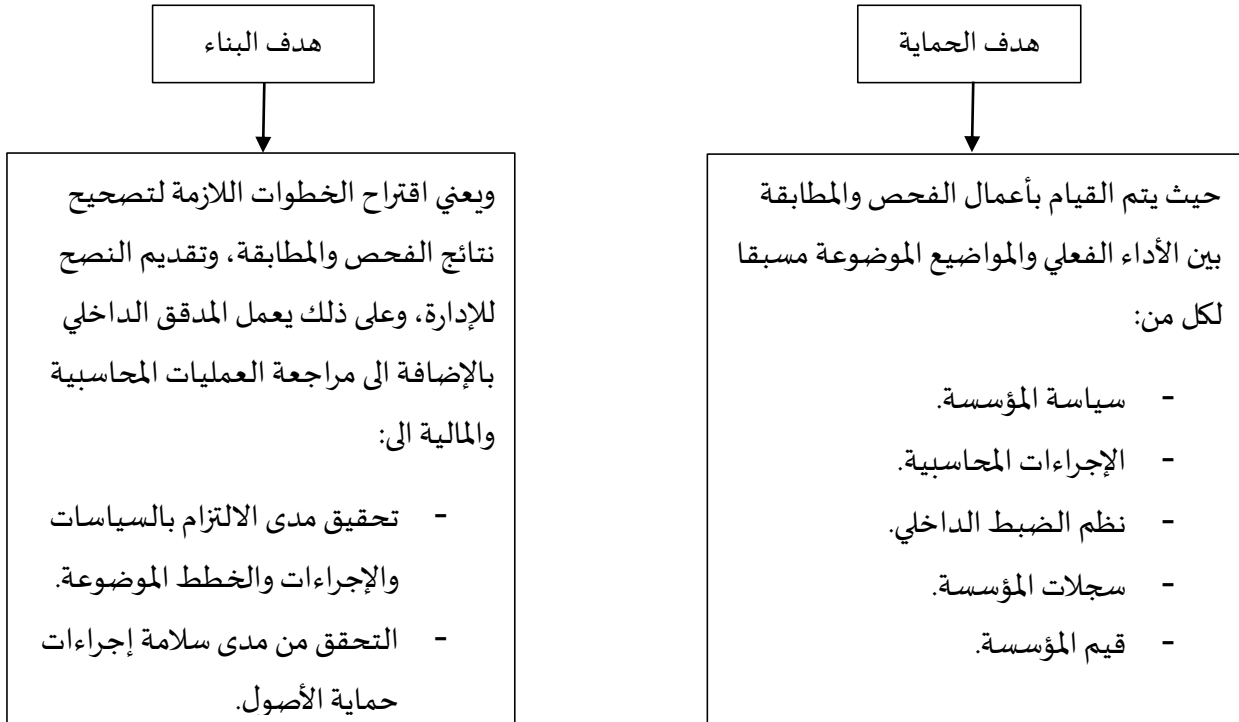 هدف الحماية
حيث يتم القيام بأعمال الفحص والمطابقة
بين الأداء الفعلي والمواضيع الموضوعة مسبقا
لكل من:
- سياسة المؤسسة.
- الإجراءات المحاسبية.
- نظم الضبط الداخلي.
- سجلات المؤسسة.
- قيم المؤسسة.
هدف البناء
ويعني اقتراح الخطوات اللازمة لتصحيح
نتائج الفحص والمطابقة، وتقديم النصح
للإدارة، وعلى ذلك يعمل المدقق الداخلي
بالإضافة الى مراجعة العمليات المحاسبية
والمالية الى:
- تحقيق مدى الالتزام بالسياسات
والإجراءات والخطط الموضوعة.
- التحقق من مدى سلامة إجراءات
حماية الأصول.